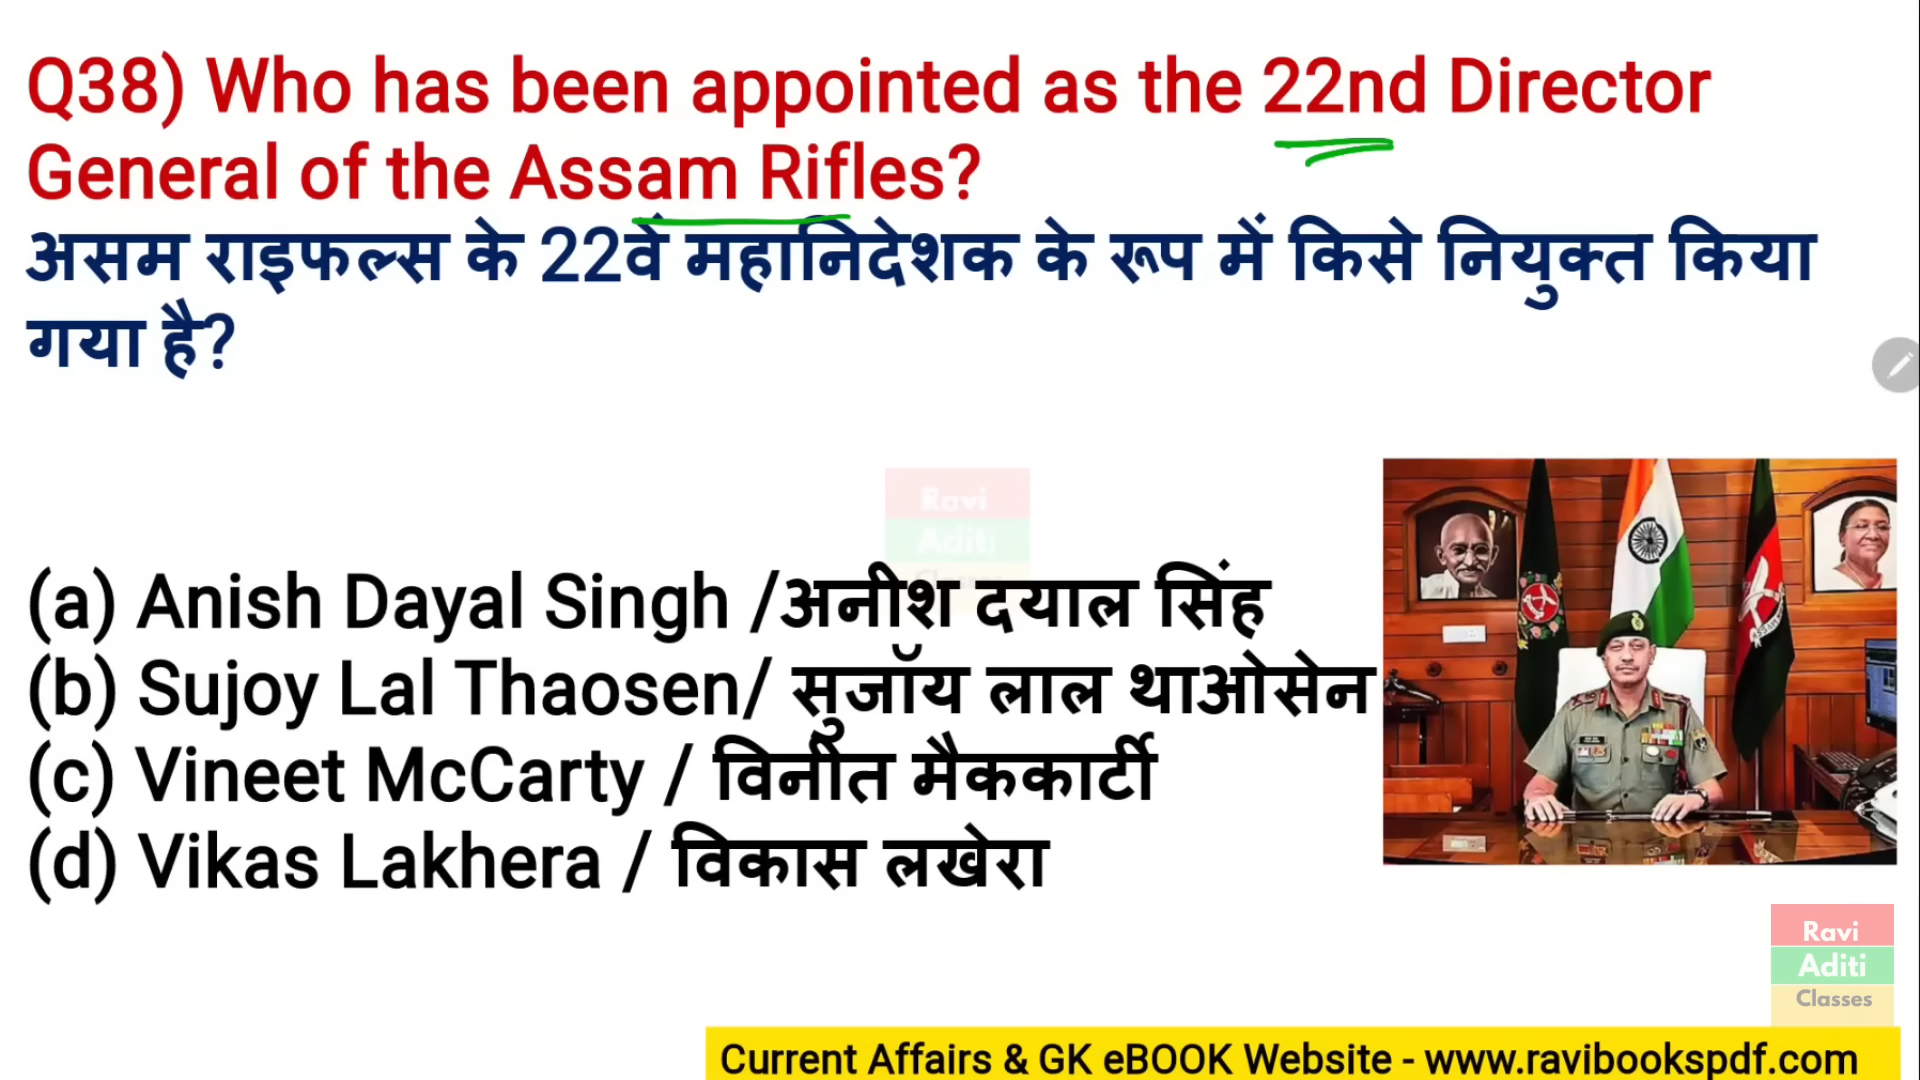 Q38) Who has been appointed as the 22nd Director
General of the Assam Rifles?
असम राइफल्स के 22वें महानिदेशक के रूप में किसे नियुक्त किया
गया है?
Ravi
Aditi
(a) Anish Dayal Singh /अनीश दयाल सिंह
(b) Sujoy Lal Thaosen/ सुजॉय लाल थाओसेन
(c) Vineet McCarty / विनीत मैककार्टी
(d) Vikas Lakhera / विकास लखेरा
Ravi
Aditi
Classes
Current Affairs & GK eBOOK Website - www.ravibookspdf.com